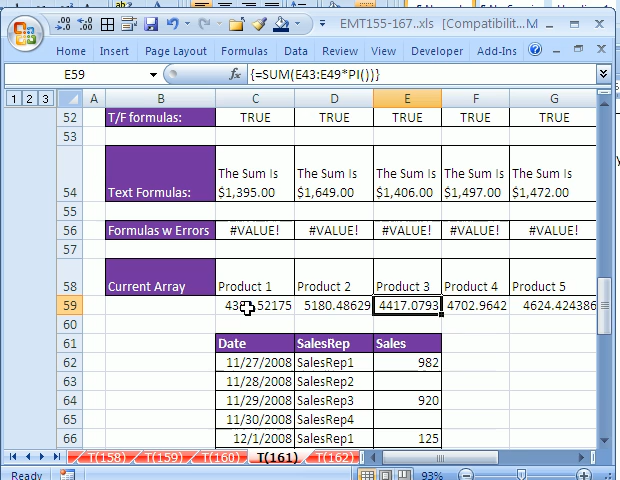 EMT155-167..xls [Compatibilit... M
Home Insert Page Layout Formulas Data Review View Developer Add-Ins
E59 fx {=SUM(E43:E49*PI())}
1 2 3 A B C D E F G
52 T/F formulas: TRUE TRUE TRUE TRUE TRUE
53
The Sum Is The Sum Is The Sum Is The Sum Is The Sum Is
54 Text Formulas: $1,395.00 $1,649.00 $1,406.00 $1,497.00 $1,472.00
55
56 Formulas w Errors #VALUE! #VALUE! #VALUE! #VALUE! #VALUE!
57
58 Current Array Product 1 Product 2 Product 3 Product 4 Product 5
59 5180.48629 4417.0793 4702.9642 4624.424386
60
61 Date SalesRep Sales
62 11/27/2008 SalesRep1 982
63 11/28/2008 SalesRep2
64 11/29/2008 SalesRep3 920
65 11/30/2008 SalesRep4
66 12/1/2008 SalesRep1 125
T(158) T(159) T(160) T(161) T(162)
Ready 93%